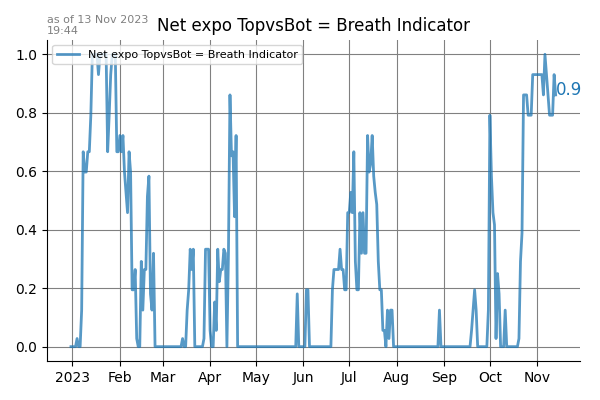 as of 13 Nov 2023
19:44
Net expo TopvsBot = Breath Indicator
Net expo TopvsBot = Breath Indicator
1.0
0.8
0.6
0.4
0.2
0.0
0.9
2023 Feb Mar Apr May Jun Jul Aug Sep Oct Nov